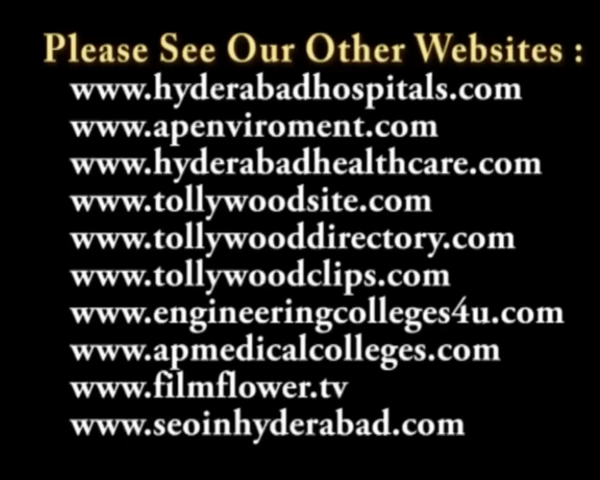 Please See Our Other Websites :
www.hyderabadhospitals.com
www.apenviroment.com
www.hyderabadhealthcare.com
www.tollywoodsite.com
www.tollywooddirectory.com
www.tollywoodclips.com
www.engineeringcolleges4u.com
www.apmedicalcolleges.com
www.filmflower.tv
www.seoinhyderabad.com